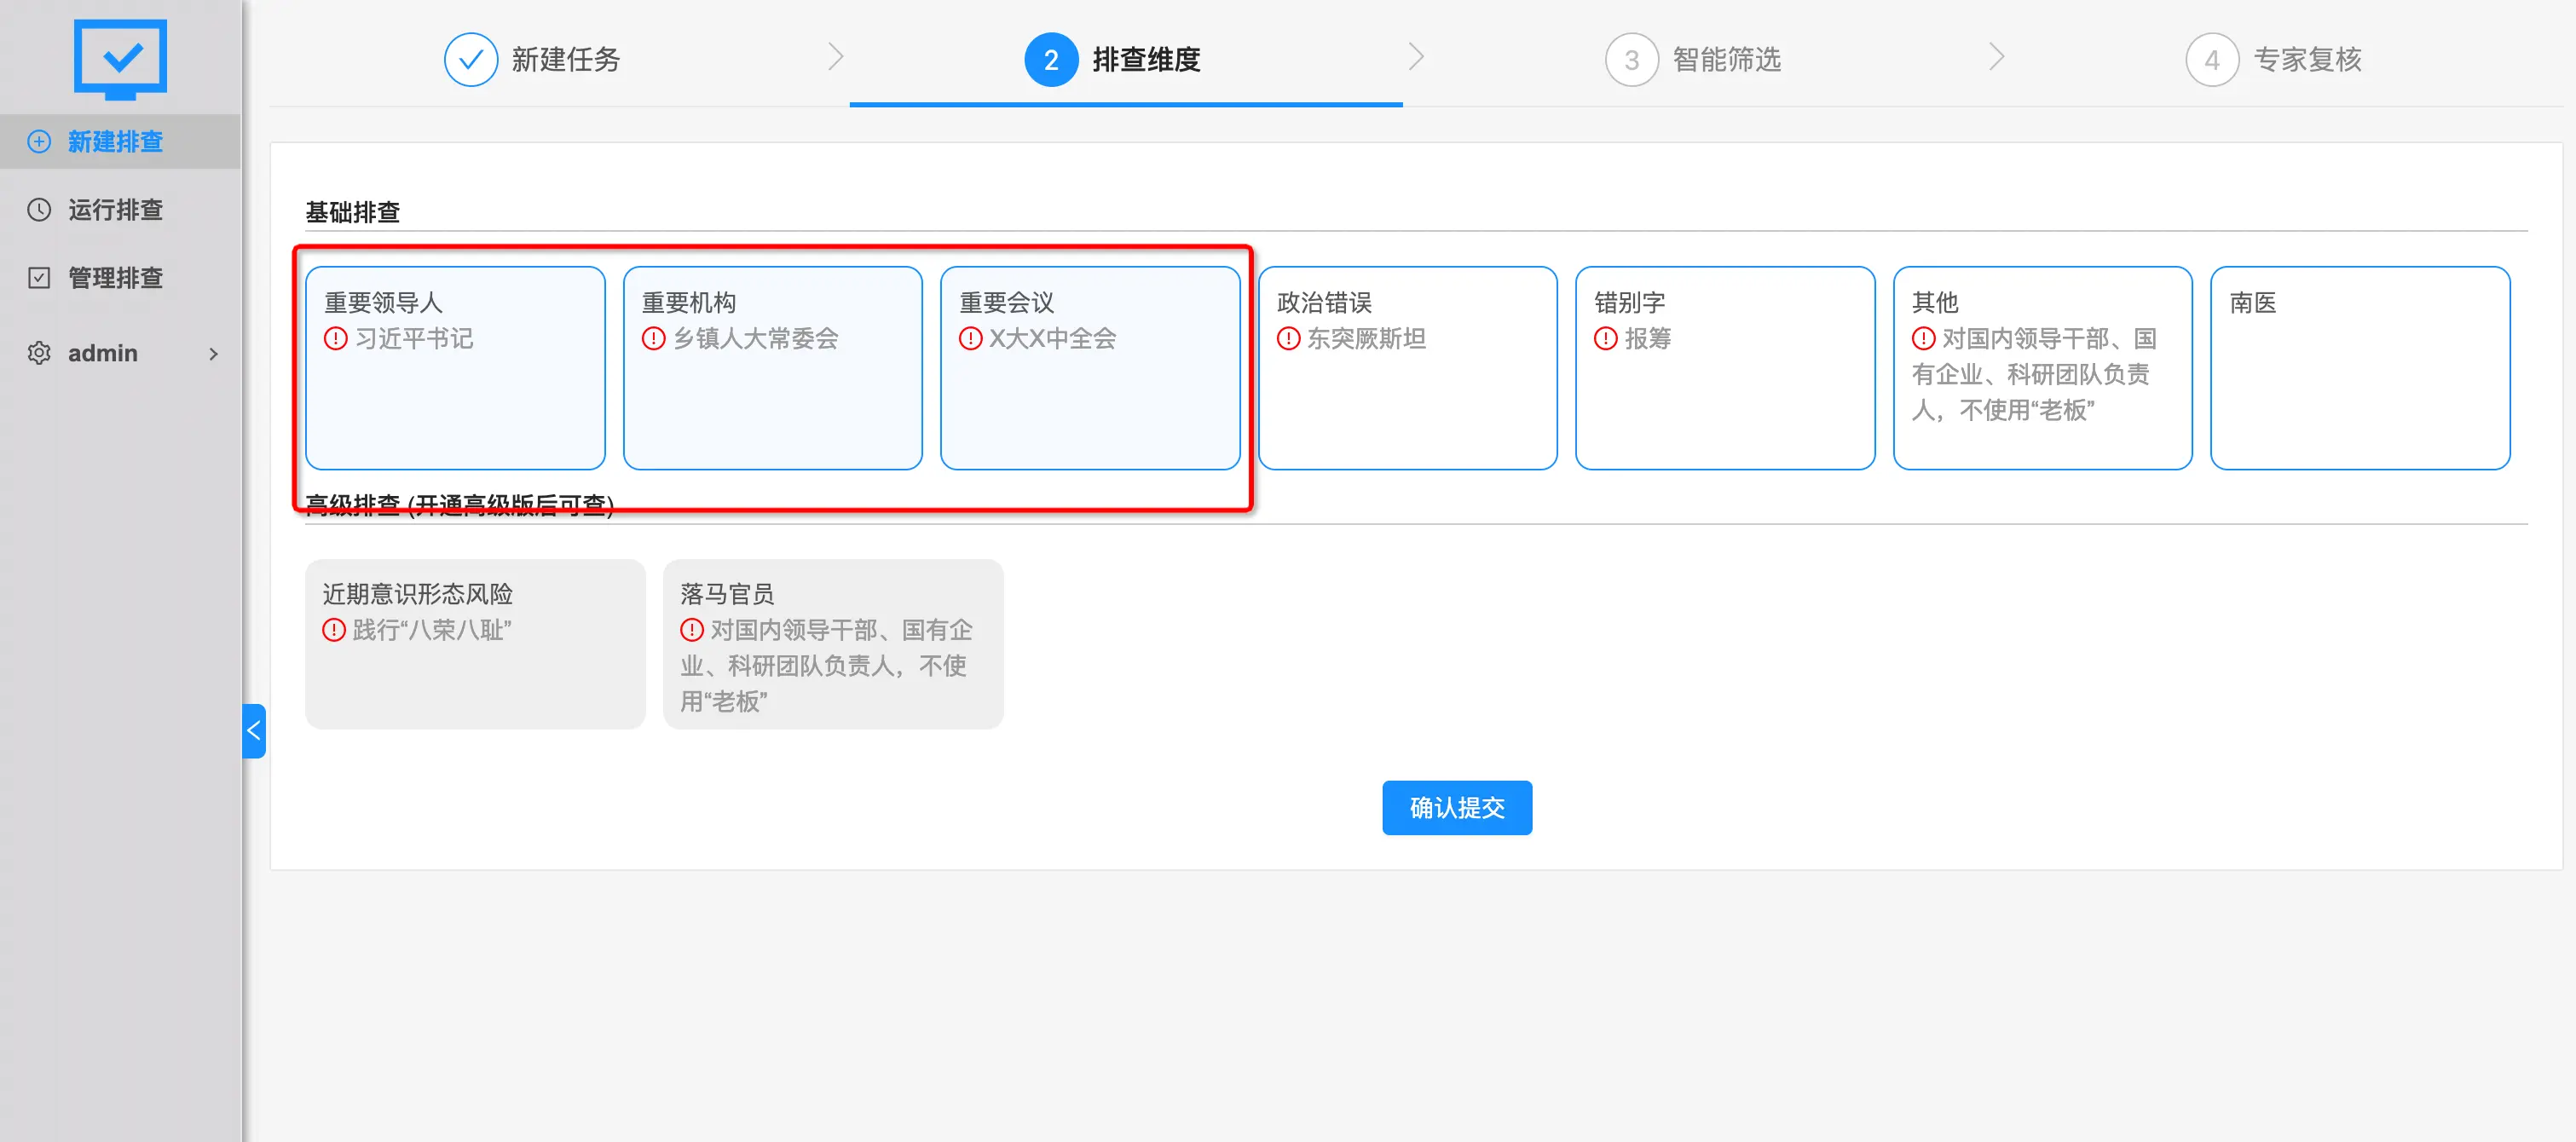 新建任务
2 排查维度
3 智能筛选
4 专家复核
新建排查
运行排查
管理排查
admin
基础排查
重要领导人
习近平书记
重要机构
乡镇人大常委会
重要会议
X大X中全会
政治错误
东突厥斯坦
错别字
报筹
其他
对国内领导干部、国
有企业、科研团队负责
人，不使用“老板”
南医
高级排查 (开通高级版后可查)
近期意识形态风险
践行“八荣八耻”
落马官员
对国内领导干部、国有企
业、科研团队负责人，不使
用“老板”
确认提交